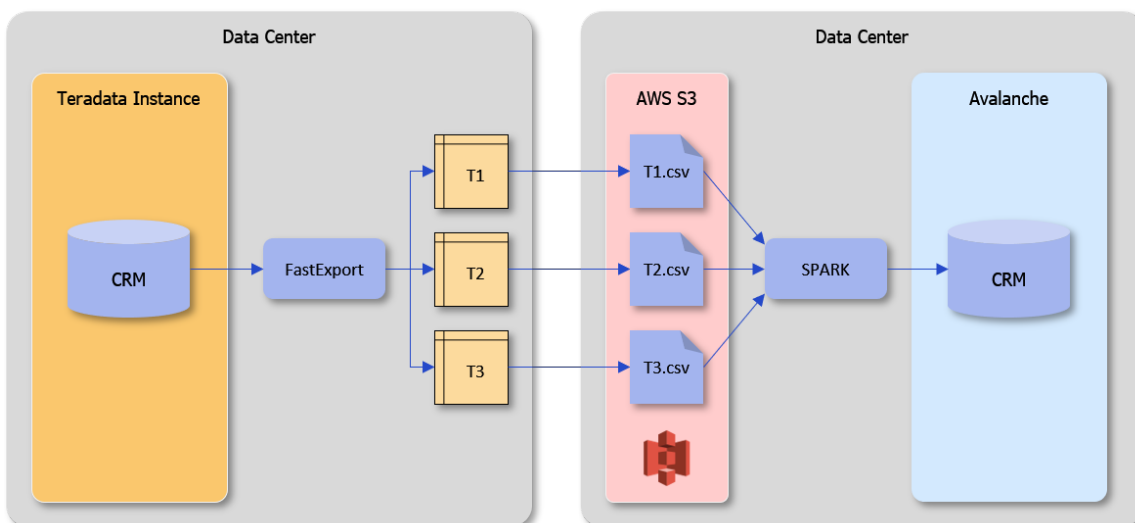 Data Center
Teradata Instance
CRM
FastExport
T1
T2
T3
Data Center
AWS S3
T1.csv
T2.csv
T3.csv
SPARK
Avalanche
CRM